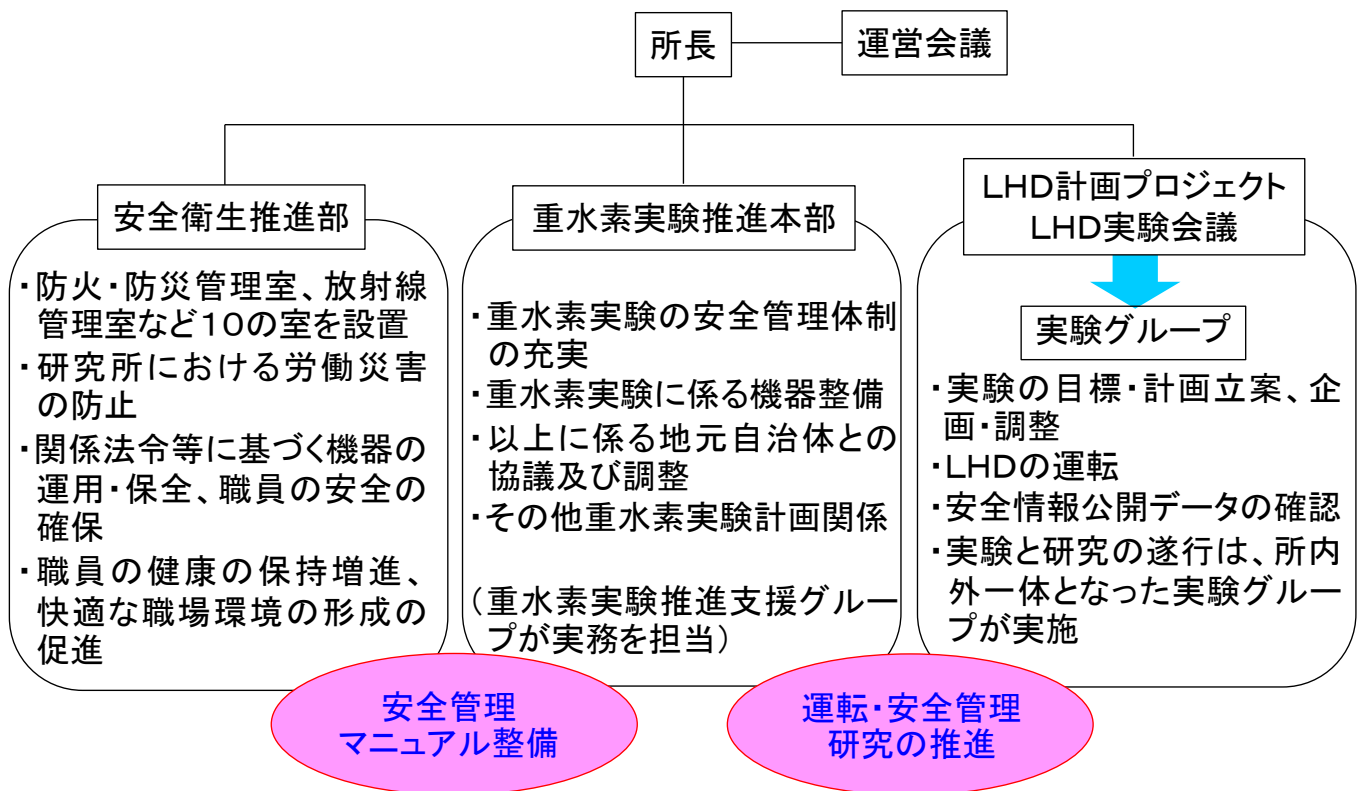 所長
運営会議
安全衛生推進部
・防火・防災管理室、放射線
管理室など10の室を設置
・研究所における労働災害
の防止
・関係法令等に基づく機器の
運用・保全、職員の安全の
確保
・職員の健康の保持増進、
快適な職場環境の形成の
促進
重水素実験推進本部
・重水素実験の安全管理体制
の充実
・重水素実験に係る機器整備
・以上に係る地元自治体との
協議及び調整
・その他重水素実験計画関係
(重水素実験推進支援グルー
プが実務を担当)
LHD計画プロジェクト
LHD実験会議
実験グループ
・実験の目標・計画立案、企
画・調整
・LHDの運転
・安全情報公開データの確認
・実験と研究の遂行は、所内
外一体となった実験グルー
プが実施
安全管理
マニュアル整備
運転・安全管理
研究の推進